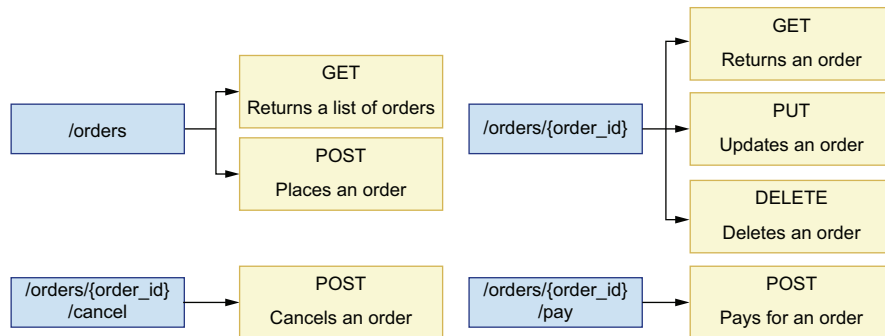 /orders
GET
Returns a list of orders
POST
Places an order
/orders/{order_id}
GET
Returns an order
PUT
Updates an order
DELETE
Deletes an order
/orders/{order_id}
/cancel
POST
Cancels an order
/orders/{order_id}
/pay
POST
Pays for an order